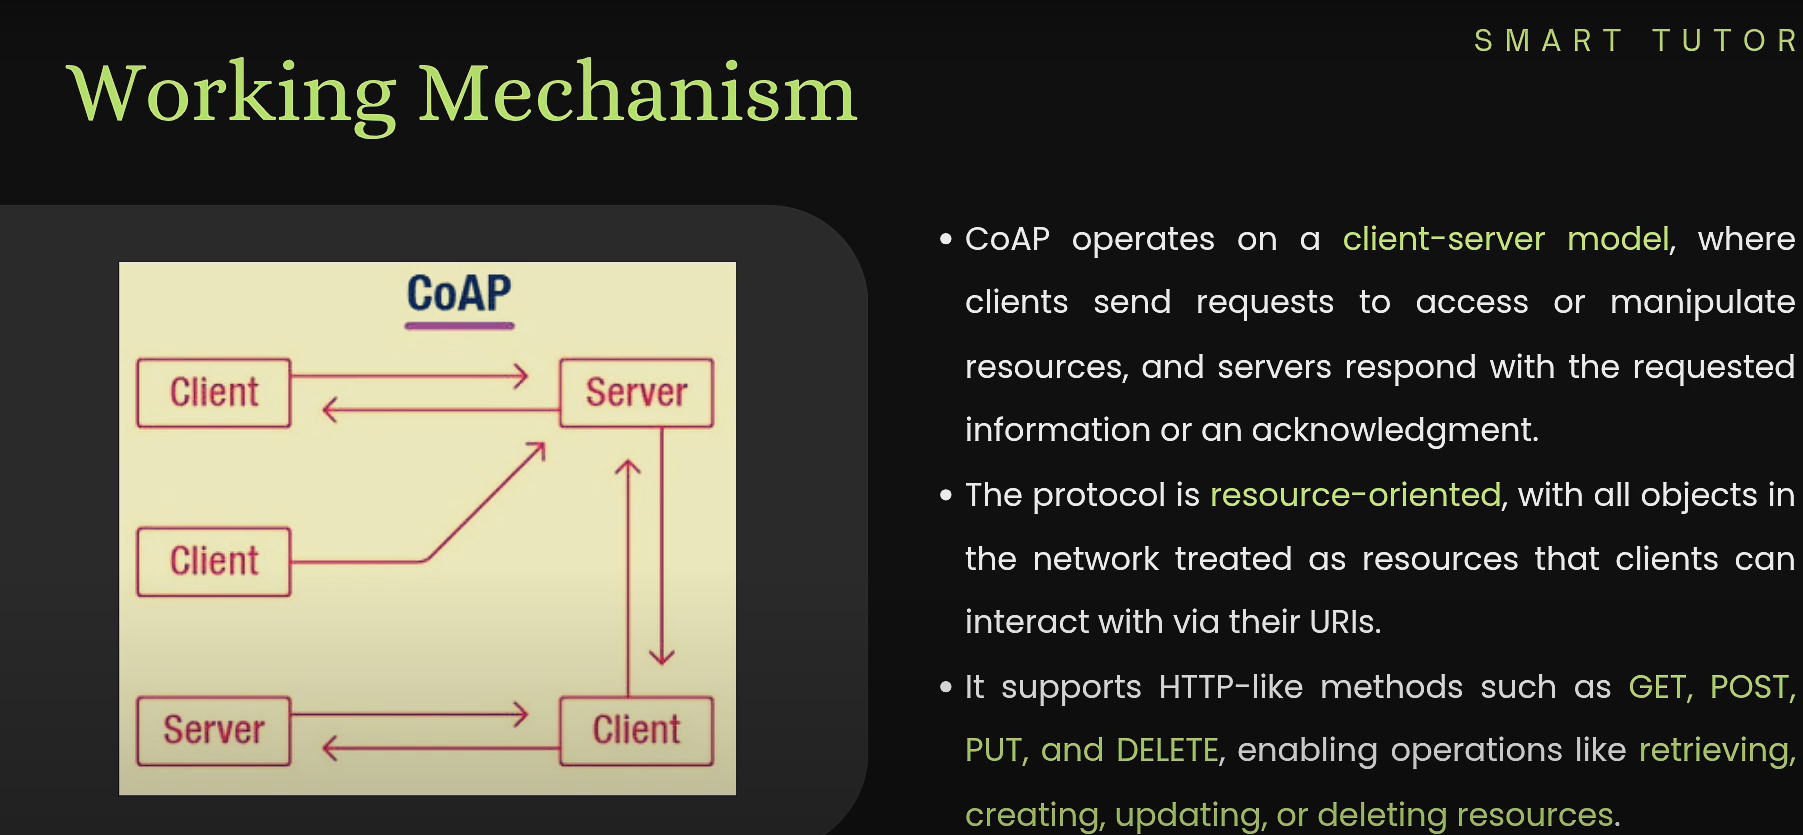 SMART TUTOR
Working Mechanism
CoAP
Client
Server
Client
Server
Client
• CoAP operates on a client-server model, where
clients send requests to access or manipulate
resources, and servers respond with the requested
information or an acknowledgment.
• The protocol is resource-oriented, with all objects in
the network treated as resources that clients can
interact with via their URIs.
• It supports HTTP-like methods such as GET, POST,
PUT, and DELETE, enabling operations like retrieving,
creating, updating, or deleting resources.